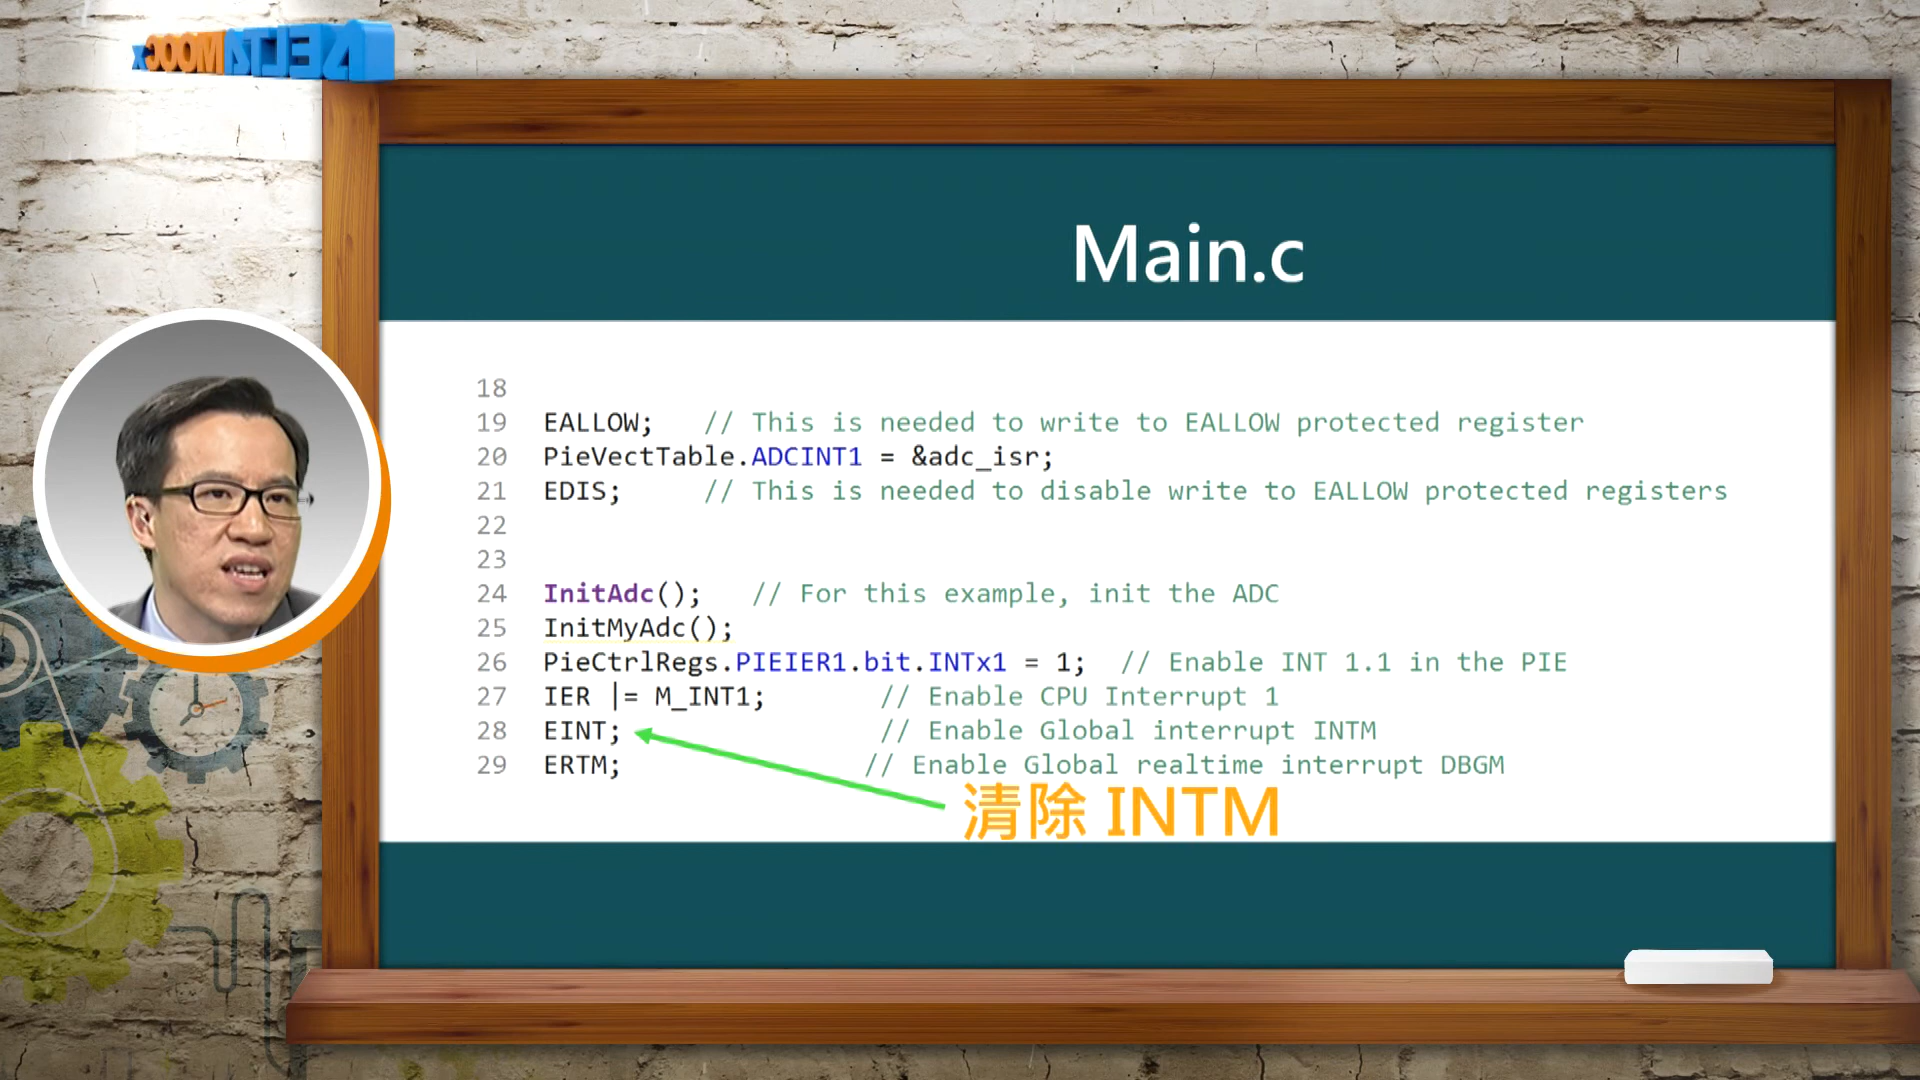 DELTAMOOCx
Main.c
18
19 EALLOW; // This is needed to write to EALLOW protected register
20 PieVectTable.ADCINT1 = &adc_isr;
21 EDIS; // This is needed to disable write to EALLOW protected registers
22
23
24 InitAdc(); // For this example, init the ADC
25 InitMyAdc();
26 PieCtrlRegs.PIEIER1.bit.INTx1 = 1; // Enable INT 1.1 in the PIE
27 IER |= M_INT1; // Enable CPU Interrupt 1
28 EINT; // Enable Global interrupt INTM
29 ERTM; // Enable Global realtime interrupt DBGM
清除 INTM